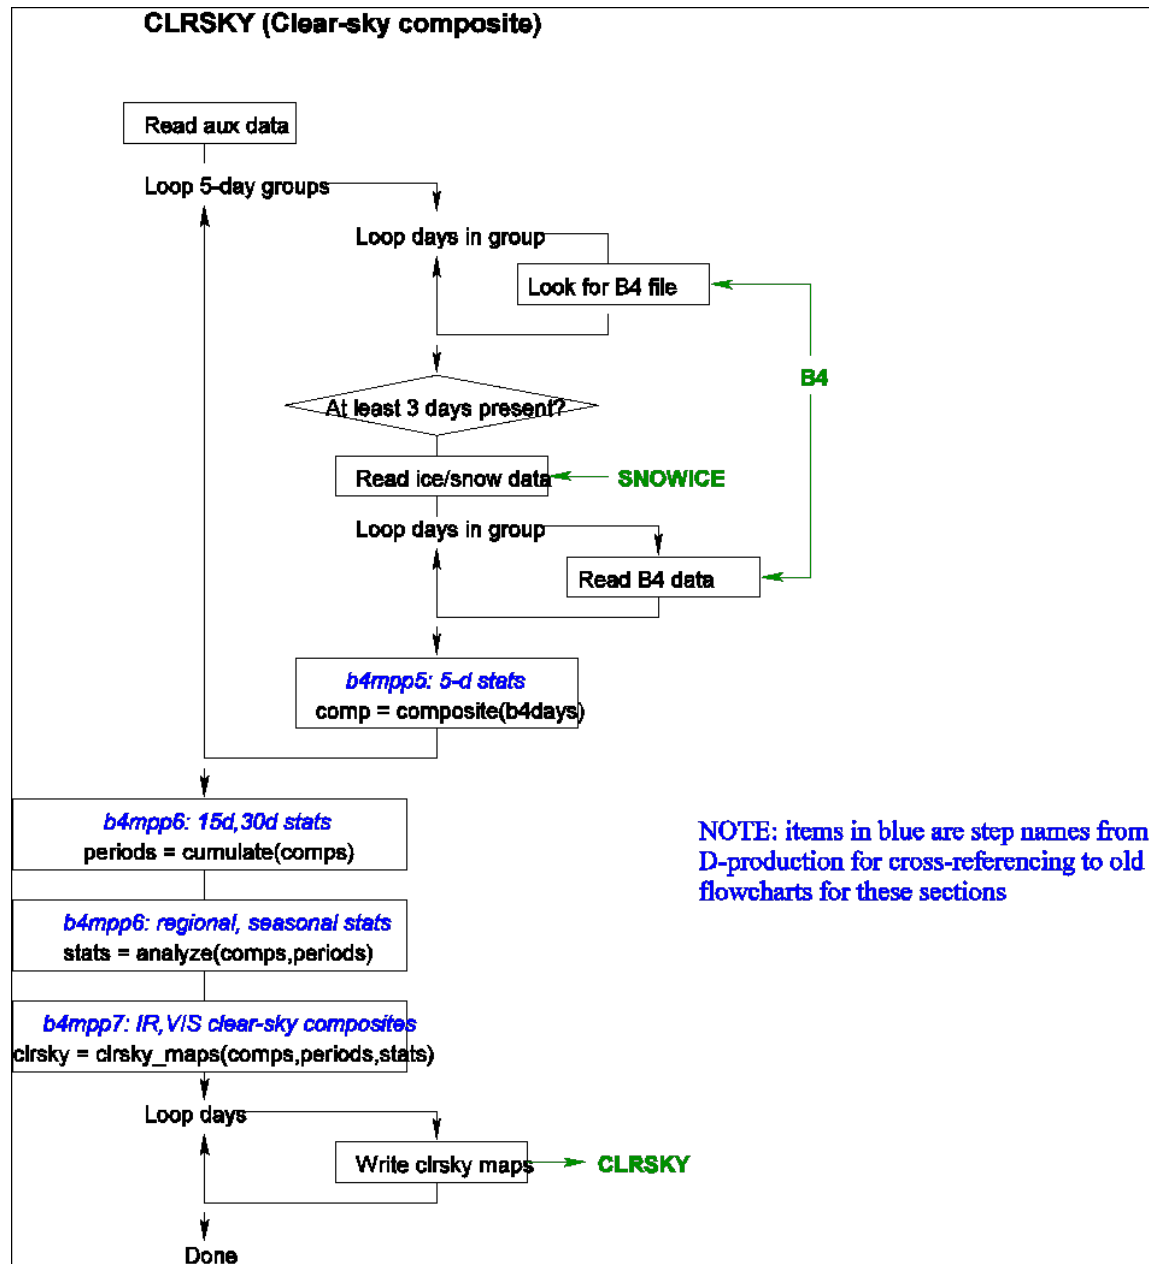 CLRSKY (Clear-sky composite)
Read aux data
Loop 5-day groups
Loop days in group
Look for B4 file
B4
At least 3 days present?
Read ice/snow data
SNOWICE
Loop days in group
Read B4 data
b4mpp5: 5-d stats
comp = composite(b4days)
b4mpp6: 15d,30d stats
periods = cumulate(comps)
NOTE: items in blue are step names from
D-production for cross-referencing to old
flowcharts for these sections
b4mpp6: regional, seasonal stats
stats = analyze(comps,periods)
b4mpp7: IR,VIS clear-sky composites
clrsky = clrsky_maps(comps,periods,stats)
Loop days
Write clrsky maps
CLRSKY
Done